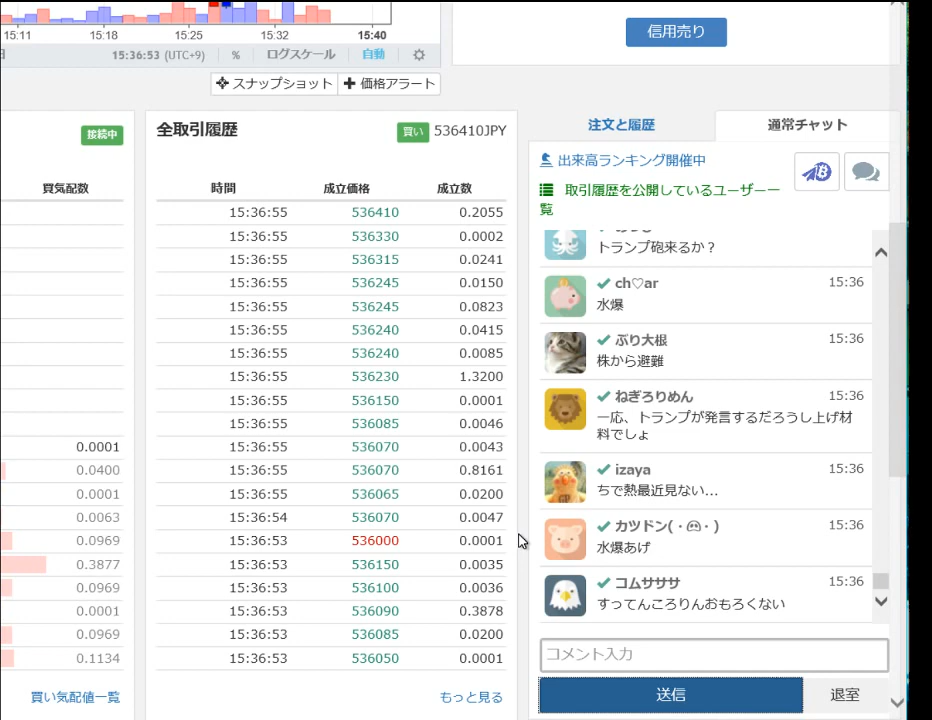 15:11
15:18
15:25
15:32
15:40
15:36:53 (UTC+9)
%
ログスケール
自動
スナップショット
価格アラート
信用売り
接続中
買気配数
0.0001
0.0400
0.0001
0.0063
0.0969
0.3877
0.0969
0.0001
0.0969
0.1134
買い気配値一覧
全取引履歴
買い 536410JPY
時間 成立価格 成立数
15:36:55 536410 0.2055
15:36:55 536330 0.0002
15:36:55 536315 0.0241
15:36:55 536245 0.0150
15:36:55 536245 0.0823
15:36:55 536240 0.0415
15:36:55 536240 0.0085
15:36:55 536230 1.3200
15:36:55 536150 0.0001
15:36:55 536085 0.0046
15:36:55 536070 0.0043
15:36:55 536070 0.8161
15:36:55 536065 0.0200
15:36:54 536070 0.0047
15:36:53 536000 0.0001
15:36:53 536150 0.0035
15:36:53 536100 0.0036
15:36:53 536090 0.3878
15:36:53 536085 0.0200
15:36:53 536050 0.0001
もっと見る
注文と履歴
通常チャット
出来高ランキング開催中
取引履歴を公開しているユーザー一
覧
トランプ砲来るか？
ch♡ar 15:36
水爆
ぶり大根 15:36
株から避難
ねぎろりめん 15:36
一応、トランプが発言するだろうし上げ材
料でしょ
izaya 15:36
ちで熱最近見ない...
カツドン(・㉨・) 15:36
水爆あげ
コムサササ 15:36
すってんころりんおもろくない
コメント入力
送信
退室